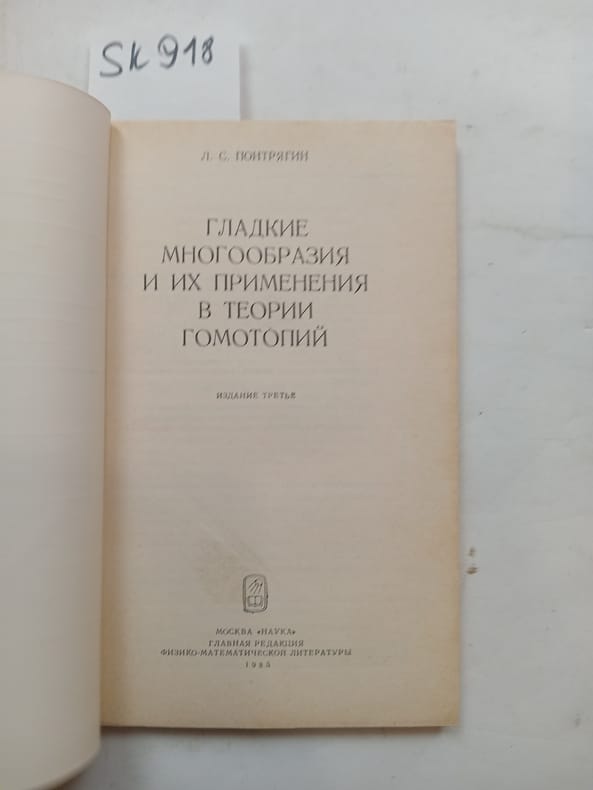 SK 918
Л. С. ПОНТРЯГИН
ГЛАДКИЕ
МНОГООБРАЗИЯ
И ИХ ПРИМЕНЕНИЯ
В ТЕОРИИ
ГОМОТОПИЙ
ИЗДАНИЕ ТРЕТЬЕ
МОСКВА «НАУКА»
ГЛАВНАЯ РЕДАКЦИЯ
ФИЗИКО-МАТЕМАТИЧЕСКОЙ ЛИТЕРАТУРЫ
1985